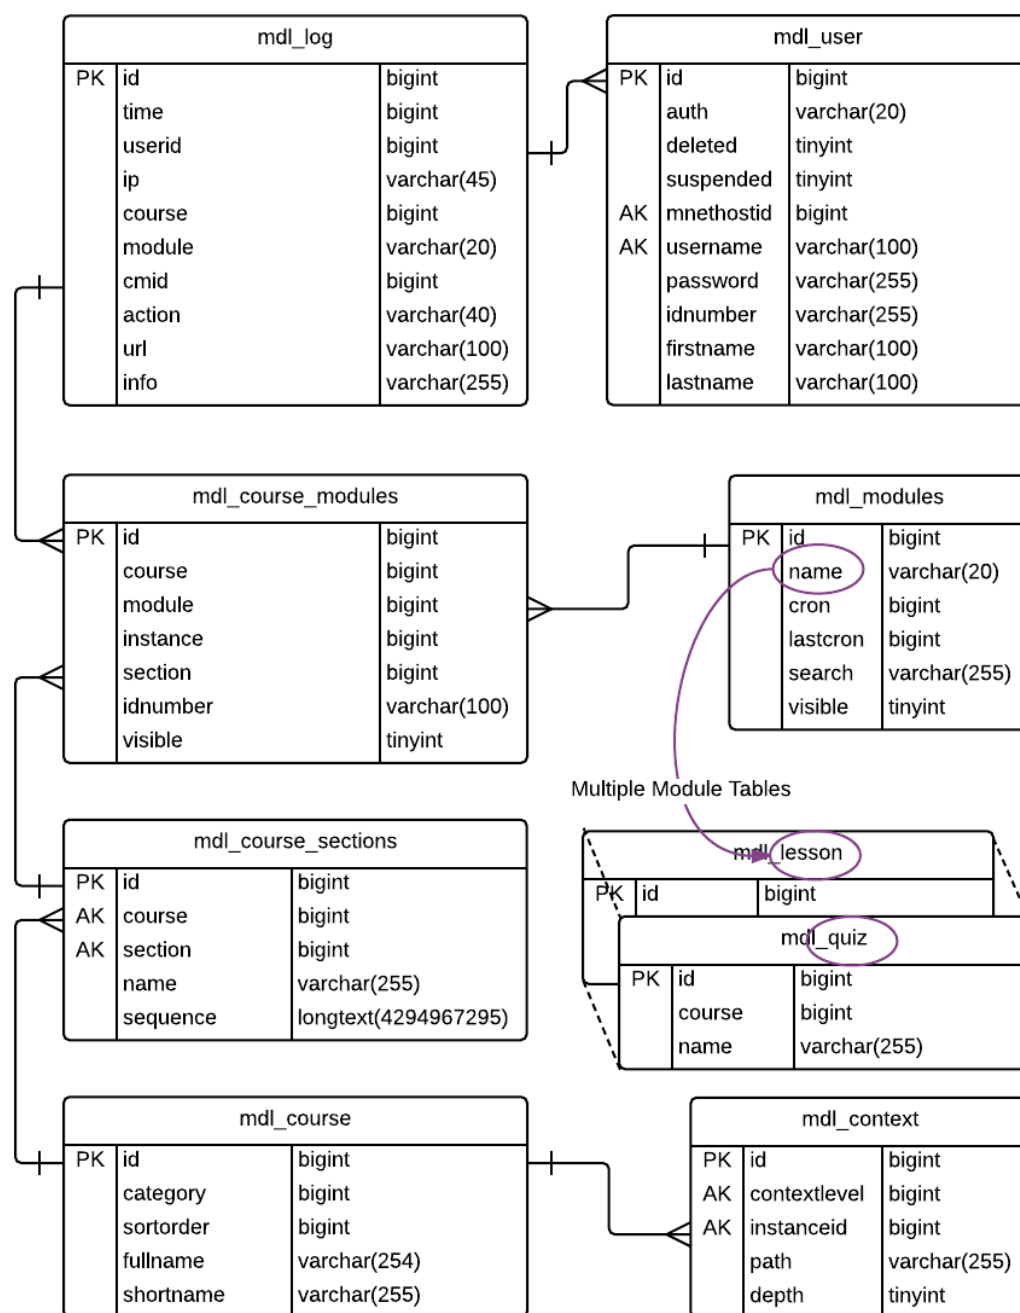 mdl_log
PK id bigint
time bigint
userid bigint
ip varchar(45)
course bigint
module varchar(20)
cmid bigint
action varchar(40)
url varchar(100)
info varchar(255)
mdl_user
PK id bigint
auth varchar(20)
deleted tinyint
suspended tinyint
AK mnethostid bigint
AK username varchar(100)
password varchar(255)
idnumber varchar(255)
firstname varchar(100)
lastname varchar(100)
mdl_course_modules
PK id bigint
course bigint
module bigint
instance bigint
section bigint
idnumber varchar(100)
visible tinyint
mdl_modules
PK id bigint
name varchar(20)
cron bigint
lastcron bigint
search varchar(255)
visible tinyint
Multiple Module Tables
mdl_lesson
PK id bigint
mdl_quiz
PK id bigint
course bigint
name varchar(255)
mdl_course_sections
PK id bigint
AK course bigint
AK section bigint
name varchar(255)
sequence longtext(4294967295)
mdl_course
PK id bigint
category bigint
sortorder bigint
fullname varchar(254)
shortname varchar(255)
mdl_context
PK id bigint
AK contextlevel bigint
AK instanceid bigint
path varchar(255)
depth tinyint